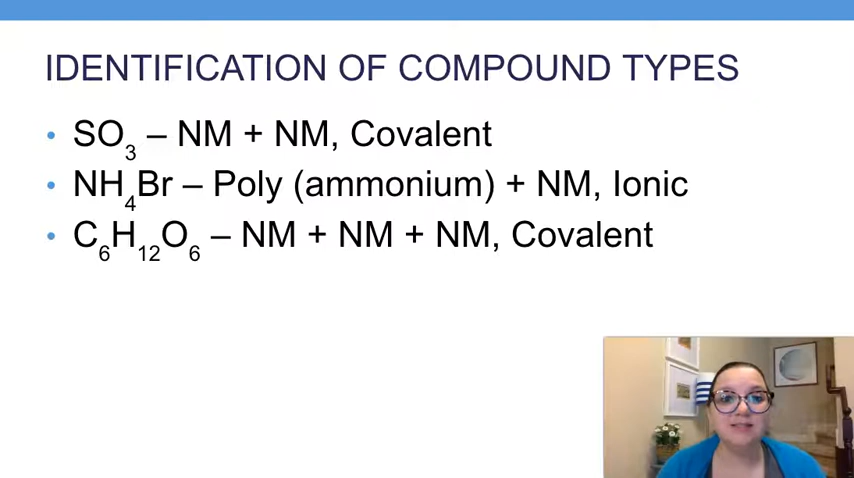 IDENTIFICATION OF COMPOUND TYPES
• SO₃ – NM + NM, Covalent
• NH₄Br – Poly (ammonium) + NM, Ionic
• C₆H₁₂O₆ – NM + NM + NM, Covalent